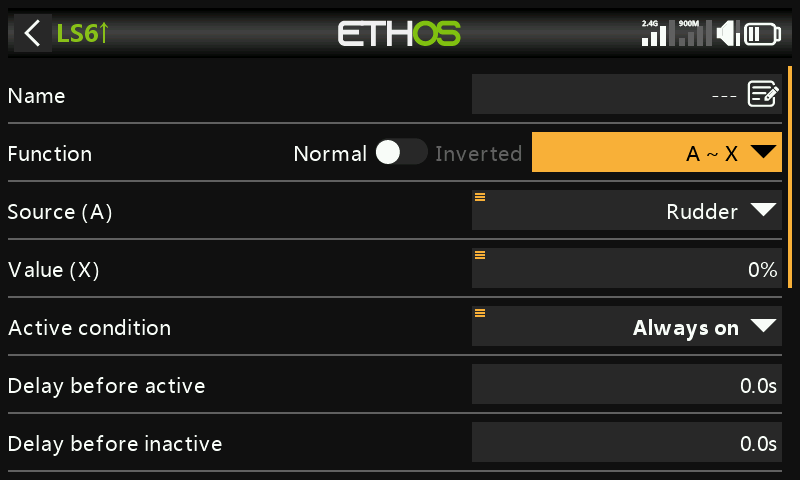 LS6↑ ETHOS 2.4G 900M
Name ---
Function Normal Inverted A ~ X
Source (A) Rudder
Value (X) 0%
Active condition Always on
Delay before active 0.0s
Delay before inactive 0.0s